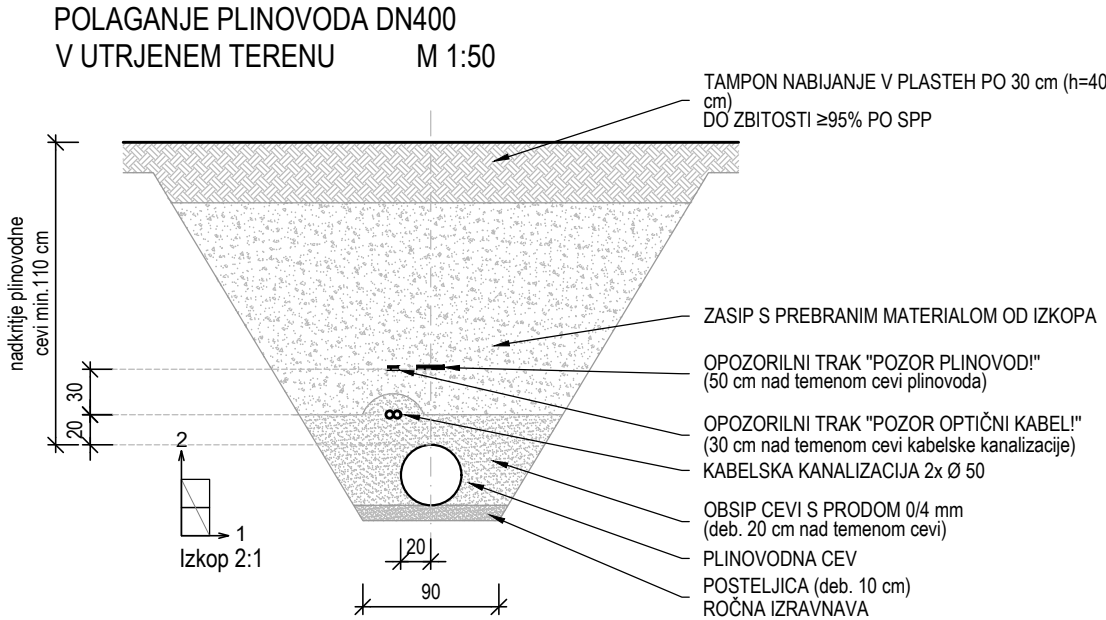 POLAGANJE PLINOVODA DN400
V UTRJENEM TERENU M 1:50
TAMPON NABIJANJE V PLASTEH PO 30 cm (h=40
cm)
DO ZBITOSTI ≥95% PO SPP
nadkritje plinovodne
cevi min.110 cm
ZASIP S PREBRANIM MATERIALOM OD IZKOPA
OPOZORILNI TRAK "POZOR PLINOVOD!"
(50 cm nad temenom cevi plinovoda)
30
OPOZORILNI TRAK "POZOR OPTIČNI KABEL!"
(30 cm nad temenom cevi kabelske kanalizacije)
20
2
KABELSKA KANALIZACIJA 2x Ø 50
OBSIP CEVI S PRODOM 0/4 mm
(deb. 20 cm nad temenom cevi)
1
Izkop 2:1
20
PLINOVODNA CEV
90
POSTELJICA (deb. 10 cm)
ROČNA IZRAVNAVA